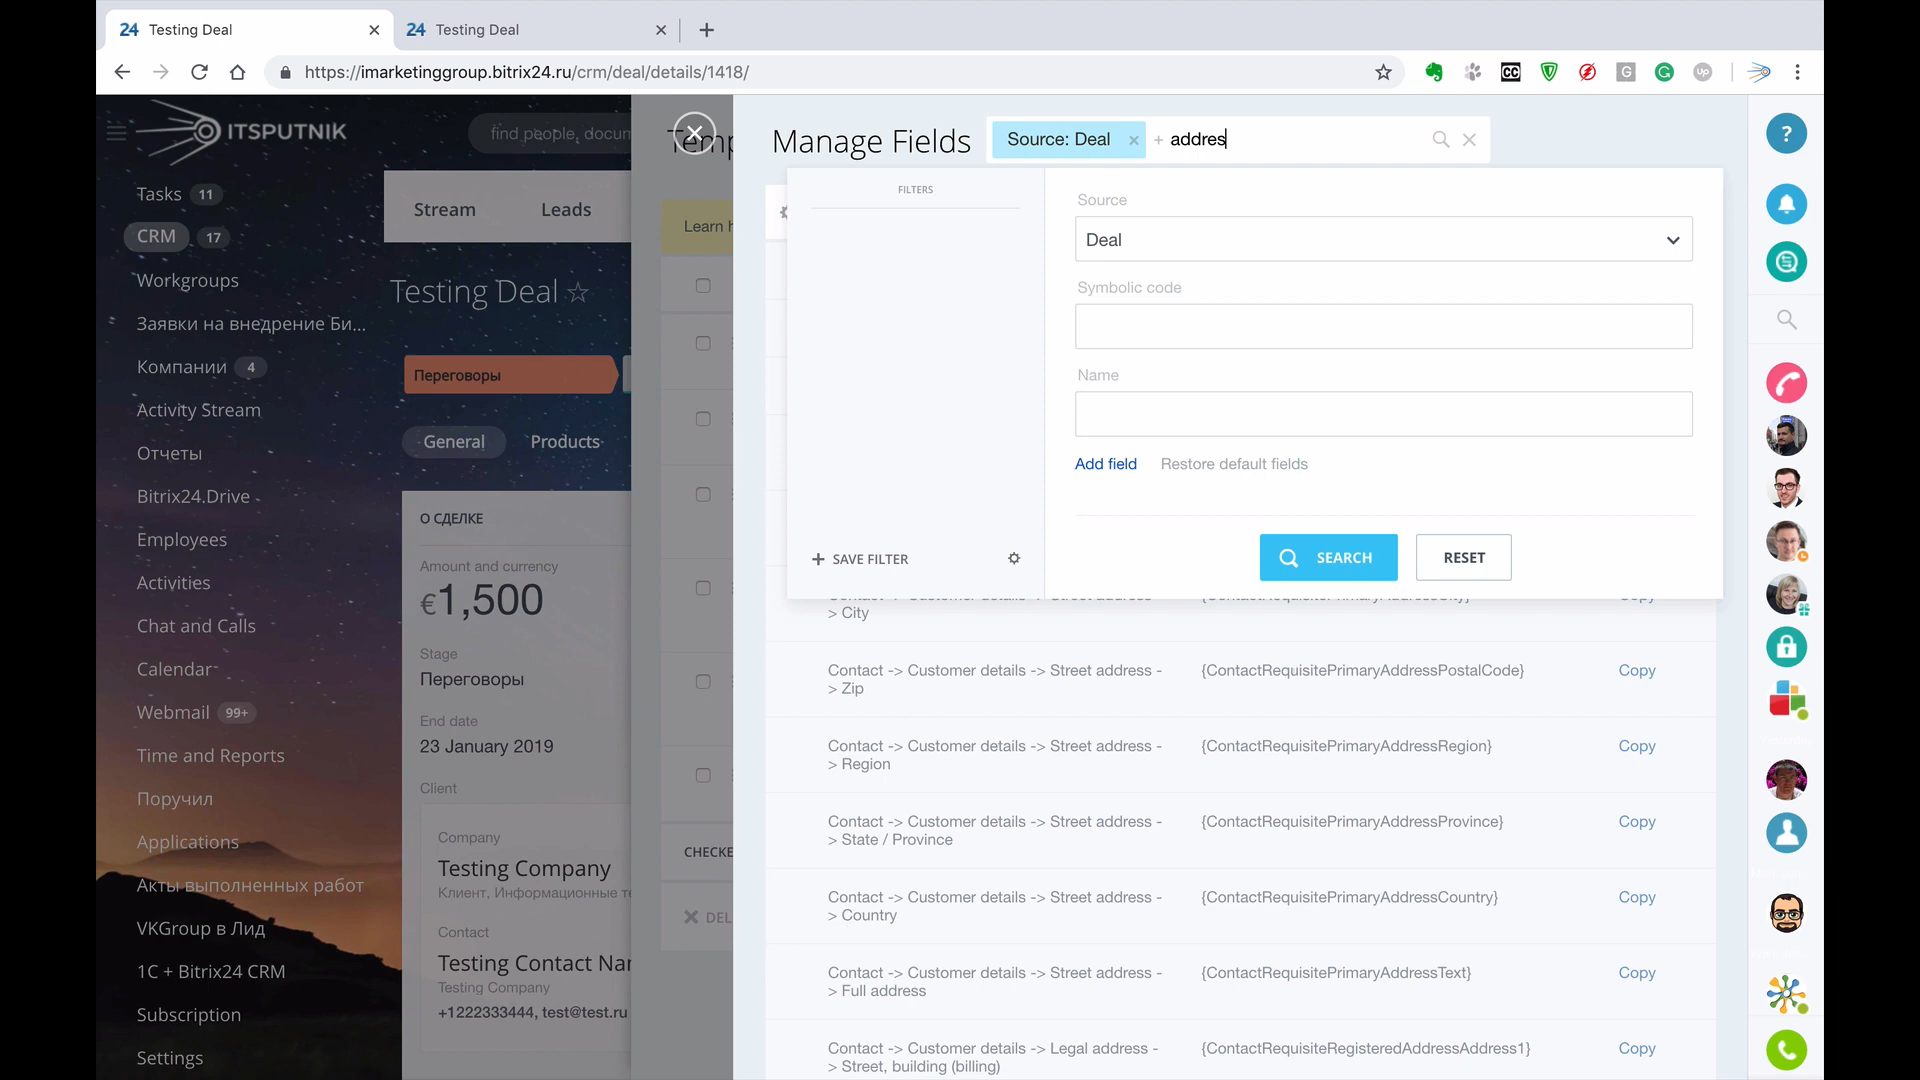 24 Testing Deal
24 Testing Deal
https://imarketinggroup.bitrix24.ru/crm/deal/details/1418/
ITSPUTNIK
find people, docum
Temp
Manage Fields
Source: Deal
+ addres
Tasks 11
CRM 17
Workgroups
Заявки на внедрение Би...
Компании 4
Activity Stream
Отчеты
Bitrix24.Drive
Employees
Activities
Chat and Calls
Calendar
Webmail 99+
Time and Reports
Поручил
Applications
Акты выполненных работ
VKGroup в Лид
1C + Bitrix24 CRM
Subscription
Settings
Stream
Leads
Testing Deal
Переговоры
General
Products
О СДЕЛКЕ
Amount and currency
€1,500
Stage
Переговоры
End date
23 January 2019
Client
Company
Testing Company
Клиент, Информационные те
Contact
Testing Contact Nar
Testing Company
+1222333444, test@test.ru
Learn h
CHECKE
DEL
FILTERS
+ SAVE FILTER
Source
Deal
Symbolic code
Name
Add field
Restore default fields
SEARCH
RESET
Contact -> Customer details -> Street address -
> City
{ContactRequisitePrimaryAddressCity}
Copy
Contact -> Customer details -> Street address -
> Zip
{ContactRequisitePrimaryAddressPostalCode}
Copy
Contact -> Customer details -> Street address -
> Region
{ContactRequisitePrimaryAddressRegion}
Copy
Contact -> Customer details -> Street address -
> State / Province
{ContactRequisitePrimaryAddressProvince}
Copy
Contact -> Customer details -> Street address -
> Country
{ContactRequisitePrimaryAddressCountry}
Copy
Contact -> Customer details -> Street address -
> Full address
{ContactRequisitePrimaryAddressText}
Copy
Contact -> Customer details -> Legal address -
> Street, building (billing)
{ContactRequisiteRegisteredAddressAddress1}
Copy
CC
G
G
Up
?